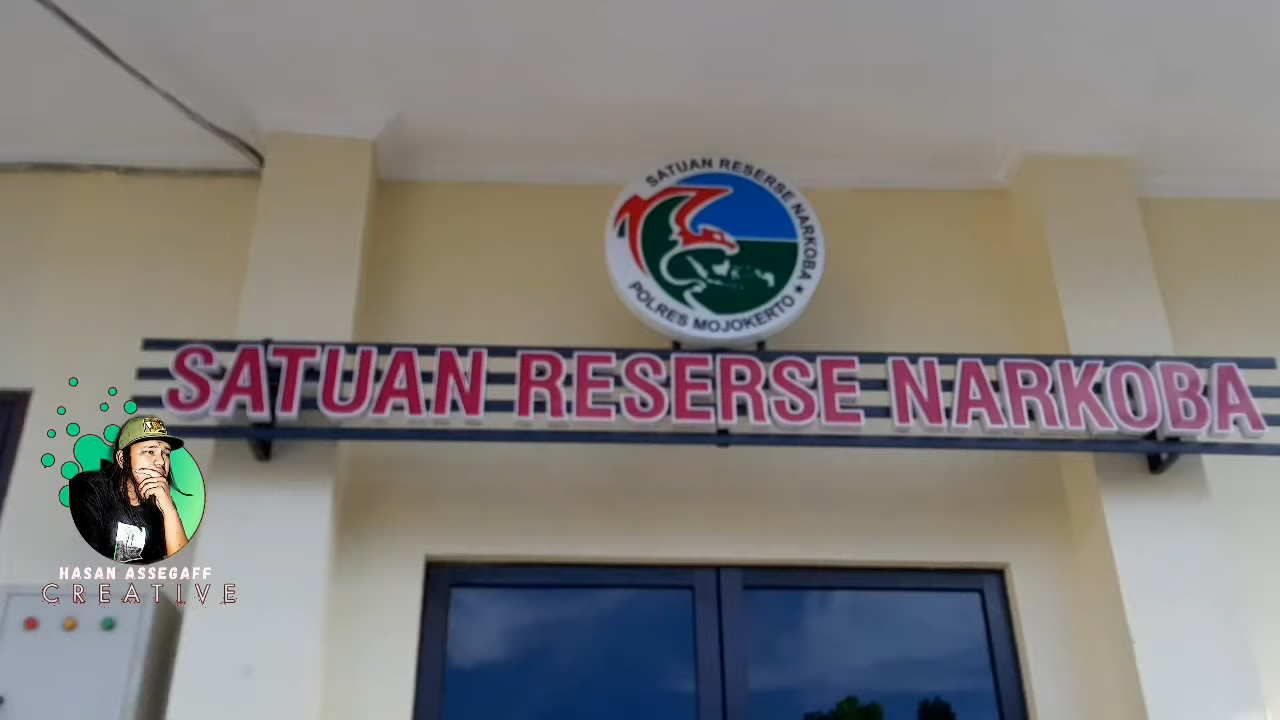 SATUAN RESERSE NARKOBA ★
POLRES MOJOKERTO
SATUAN RESERSE NARKOBA
HASAN ASSEGAFF
CREATIVE